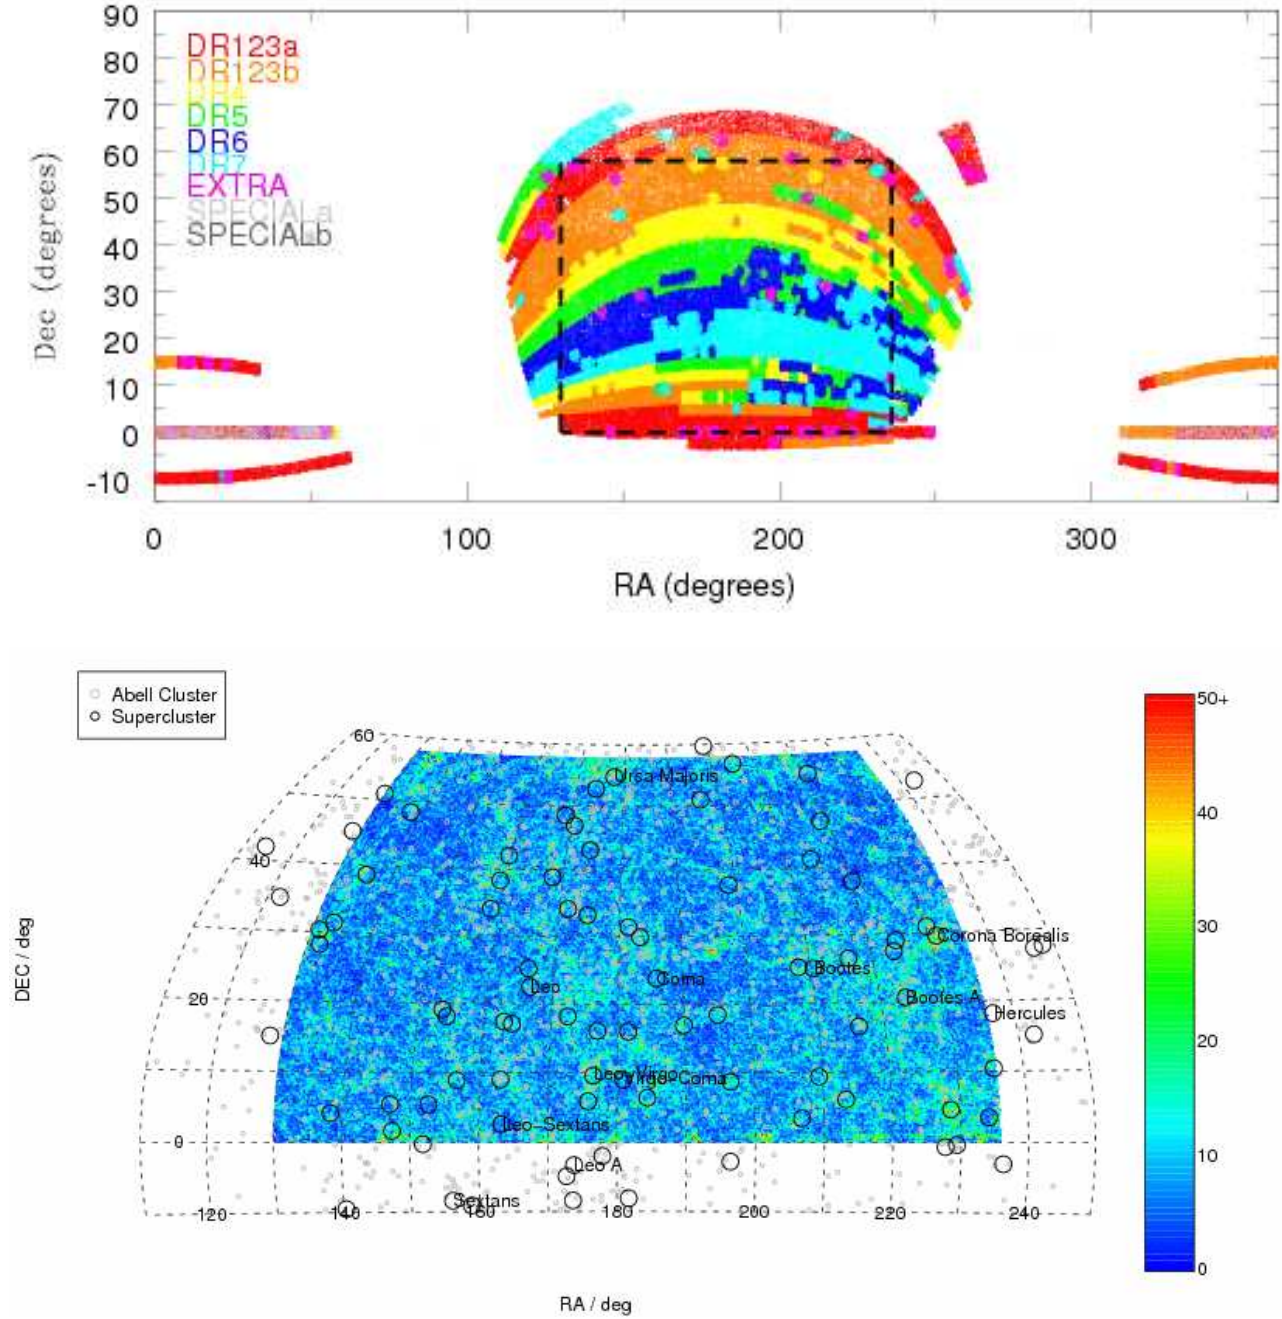 90
80
70
60
50
40
30
20
10
0
-10
Dec (degrees)
DR123a
DR123b
DR4
DR5
DR6
DR7
EXTRA
SPECIALa
SPECIALb
0 100 200 300
RA (degrees)
Abell Cluster
Supercluster
60
40
20
0
DEC / deg
Ursa Majoris
Corona Borealis
Bootes
Coma
Leo
Bootes A
Hercules
Leo-Virgo
Virgo-Coma
Leo-Sextans
Leo A
Sextans
120 140 160 180 200 220 240
RA / deg
50+
40
30
20
10
0